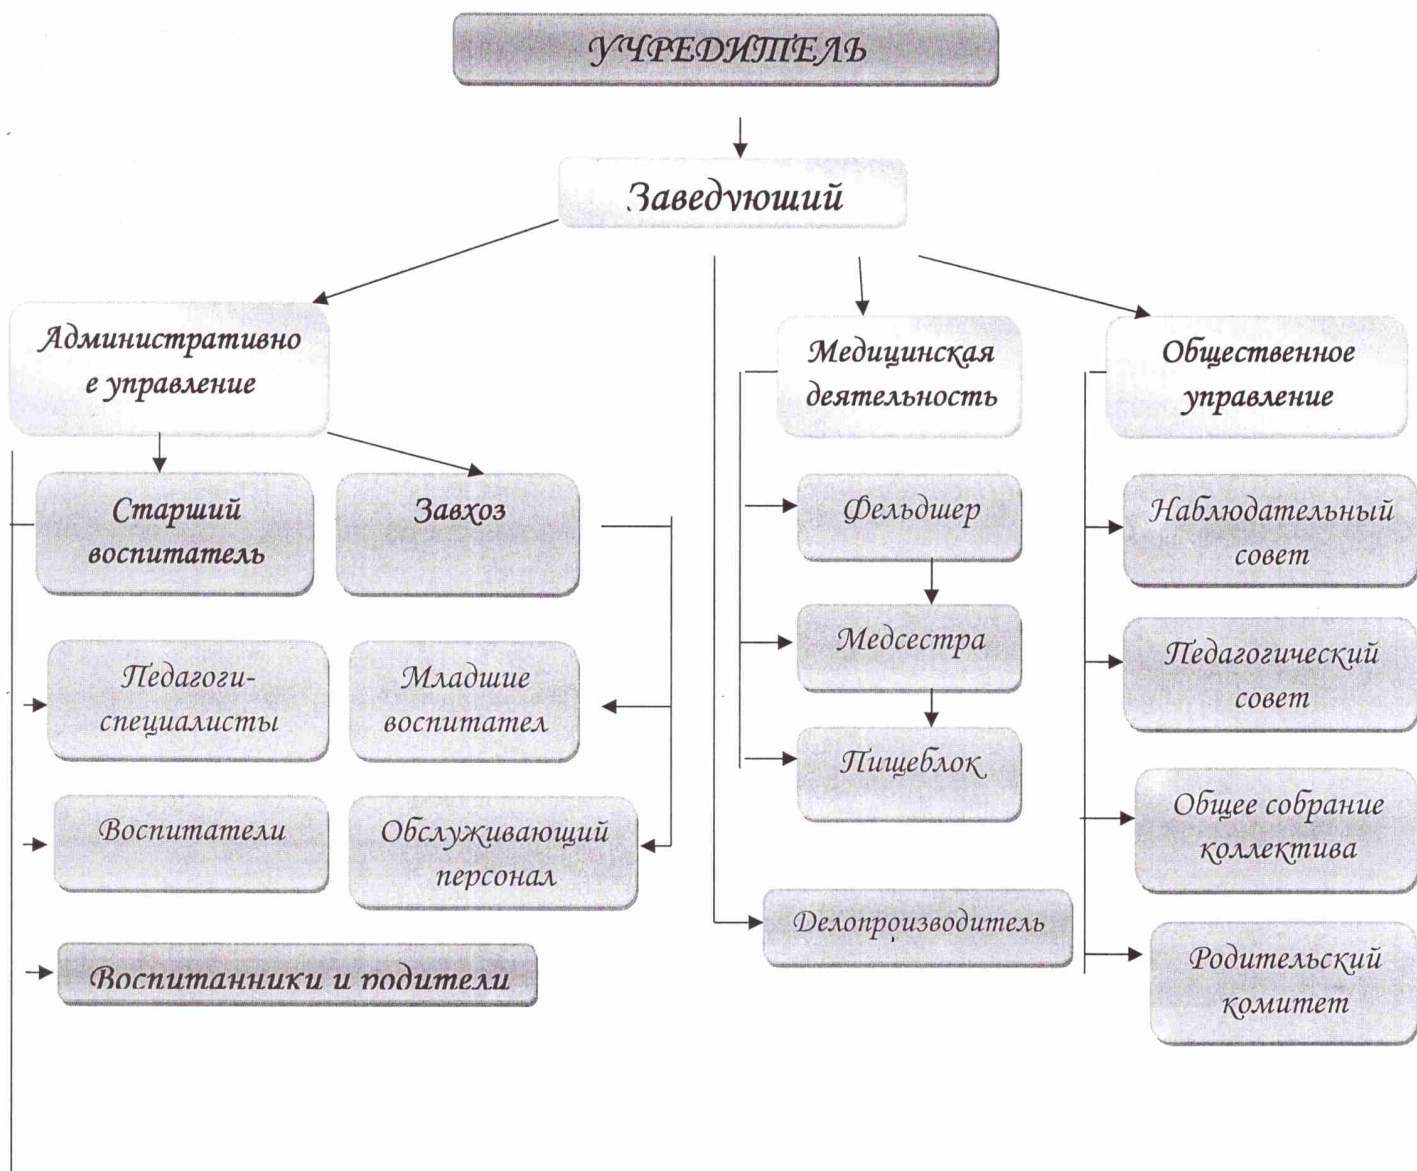 УЧРЕДИТЕЛЬ
Заведующий
Административно
е управление
Медицинская
деятельность
Общественное
управление
Старший
воспитатель
Завхоз
Фельдшер
Наблюдательный
совет
Педагоги-
специалисты
Младшие
воспитател
Медсестра
Педагогический
совет
Пищеблок
Воспитатели
Обслуживающий
персонал
Общее собрание
коллектива
Делопроизводитель
Воспитанники и родители
Родительский
комитет